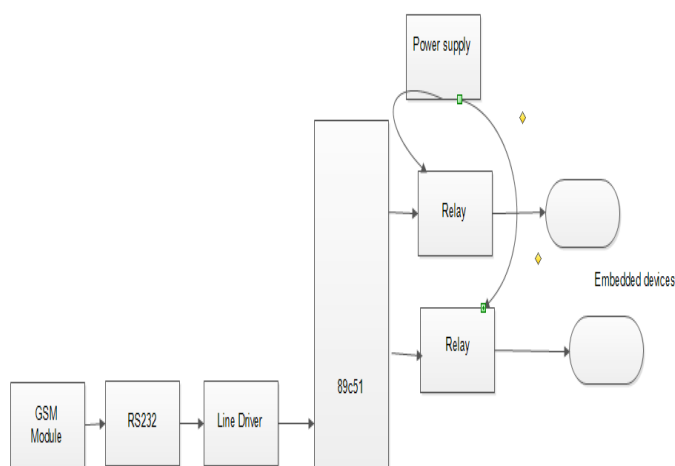 Power supply
Relay
Embedded devices
Relay
89c51
GSM
Module
RS232
Line Driver